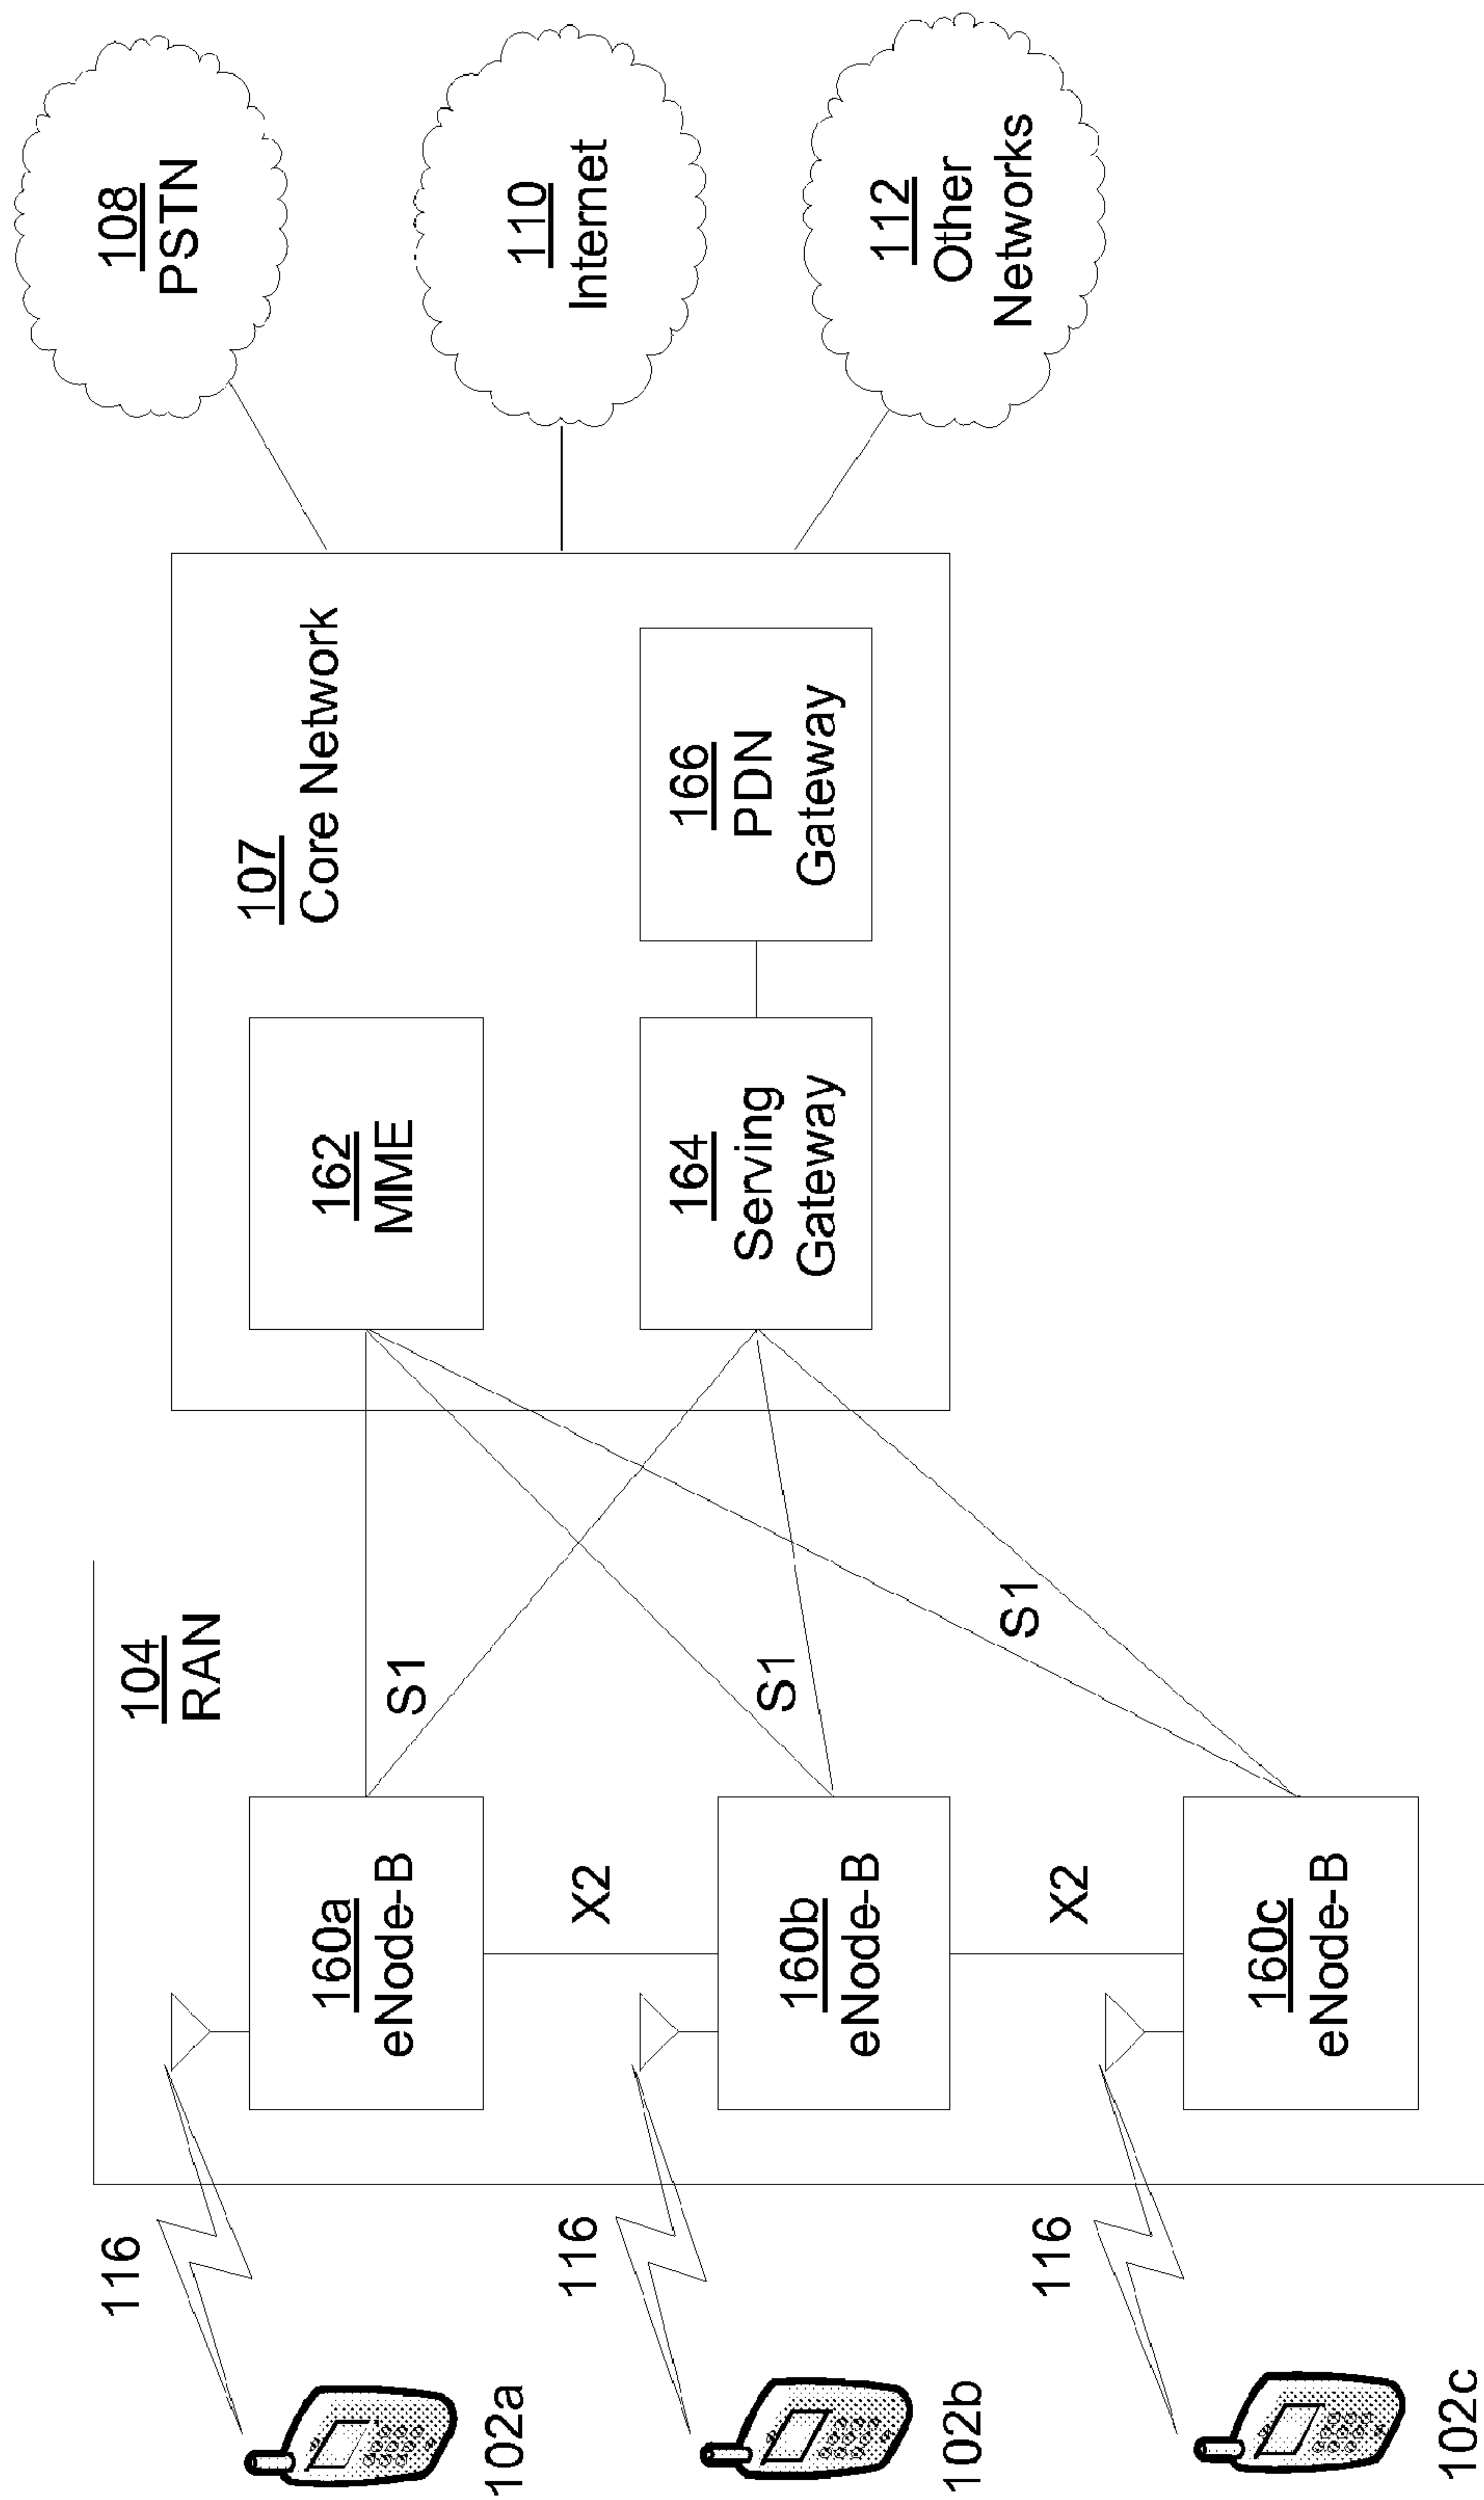 102a
116
160a
eNode-B
104
RAN
S1
162
MME
107
Core Network
108
PSTN
X2
110
Internet
102b
116
160b
eNode-B
S1
164
Serving
Gateway
166
PDN
Gateway
112
Other
Networks
X2
S1
102c
116
160c
eNode-B